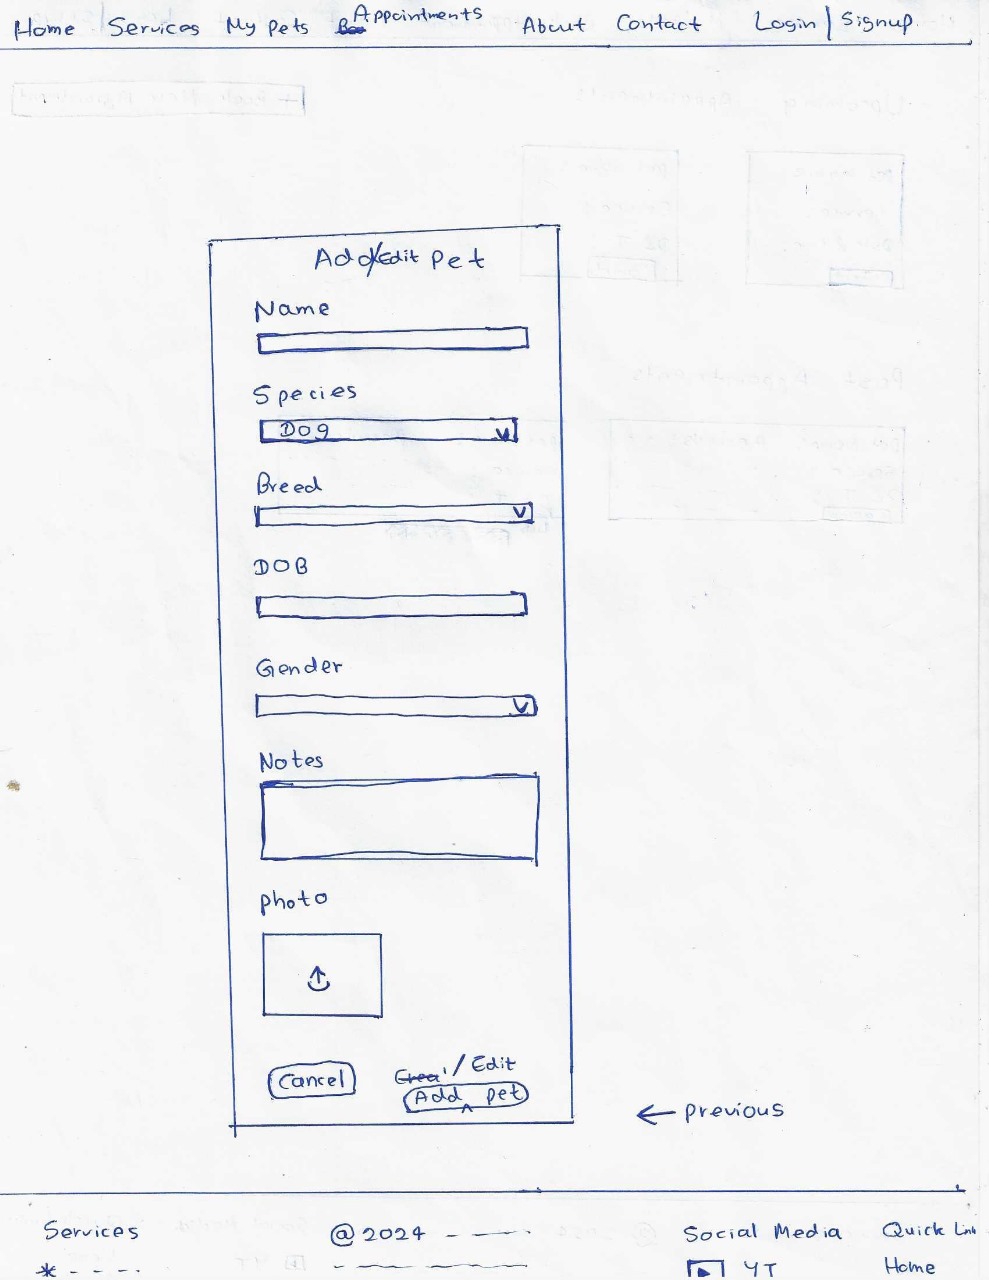 Home Services My Pets Appointments About Contact Login | Signup
Add/Edit Pet
Name
Species
Dog
Breed
DOB
Gender
Notes
photo
Cancel
/ Edit
Add pet
← previous
Services @2024 Social Media Quick Link
YT Home